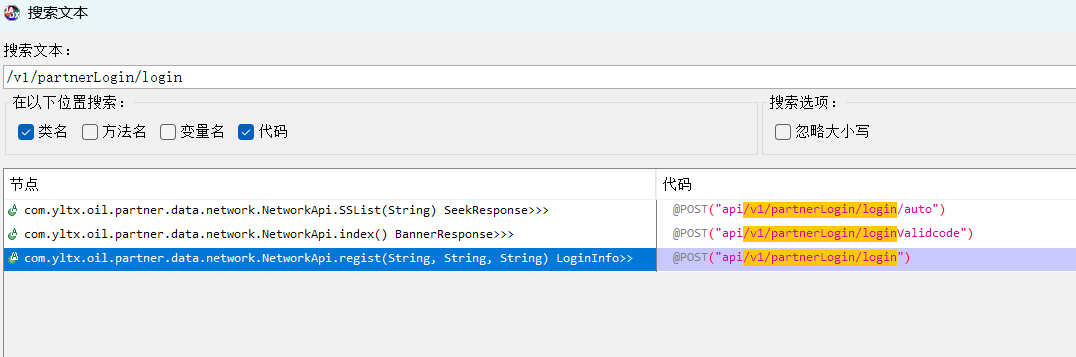 搜索文本
搜索文本：
/v1/partnerLogin/login
在以下位置搜索：
搜索选项：
类名 方法名 变量名 代码
忽略大小写
节点 代码
com.yltx.oil.partner.data.network.NetworkApi.SSList(String) SeekResponse>>> @POST("api/v1/partnerLogin/login/auto")
com.yltx.oil.partner.data.network.NetworkApi.index() BannerResponse>>> @POST("api/v1/partnerLogin/loginValidcode")
com.yltx.oil.partner.data.network.NetworkApi.regist(String, String, String) LoginInfo>> @POST("api/v1/partnerLogin/login")